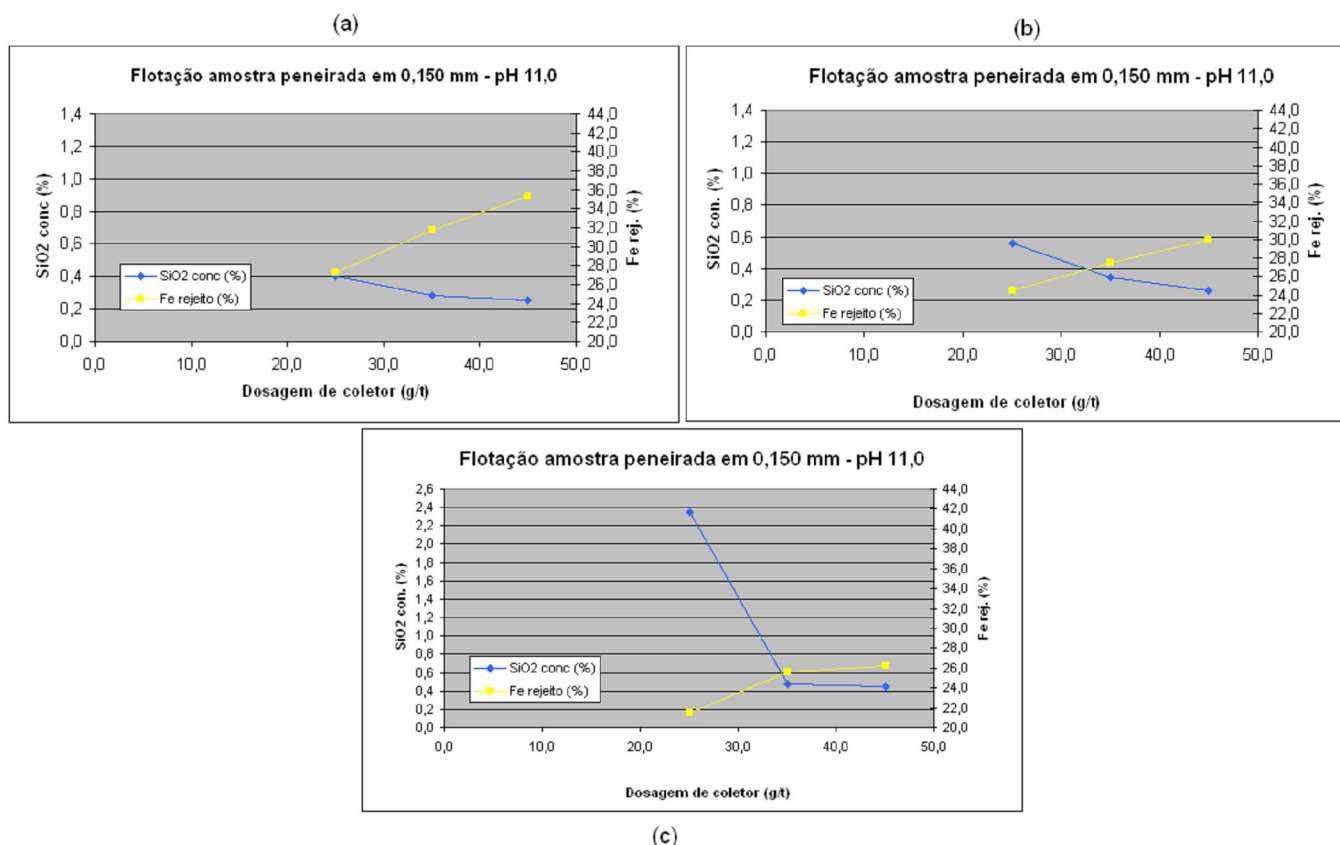 (a)
Flotação amostra peneirada em 0,150 mm - pH 11,0
SiO2 conc (%)
1,4
1,2
1,0
0,8
0,6
0,4
0,2
0,0
44,0
42,0
40,0
38,0
36,0
34,0
32,0
30,0
28,0
26,0
24,0
22,0
20,0
Fe rej. (%)
SiO2 conc (%)
Fe rejeito (%)
0,0 10,0 20,0 30,0 40,0 50,0
Dosagem de coletor (g/t)
(b)
Flotação amostra peneirada em 0,150 mm - pH 11,0
SiO2 con. (%)
1,4
1,2
1,0
0,8
0,6
0,4
0,2
0,0
44,0
42,0
40,0
38,0
36,0
34,0
32,0
30,0
28,0
26,0
24,0
22,0
20,0
Fe rej. (%)
SiO2 conc (%)
Fe rejeito (%)
0,0 10,0 20,0 30,0 40,0 50,0
Dosagem de coletor (g/t)
Flotação amostra peneirada em 0,150 mm - pH 11,0
SiO2 con. (%)
2,6
2,4
2,2
2,0
1,8
1,6
1,4
1,2
1,0
0,8
0,6
0,4
0,2
0,0
44,0
42,0
40,0
38,0
36,0
34,0
32,0
30,0
28,0
26,0
24,0
22,0
20,0
Fe rej. (%)
SiO2 conc (%)
Fe rejeito (%)
0,0 10,0 20,0 30,0 40,0 50,0
Dosagem de coletor (g/t)
(c)